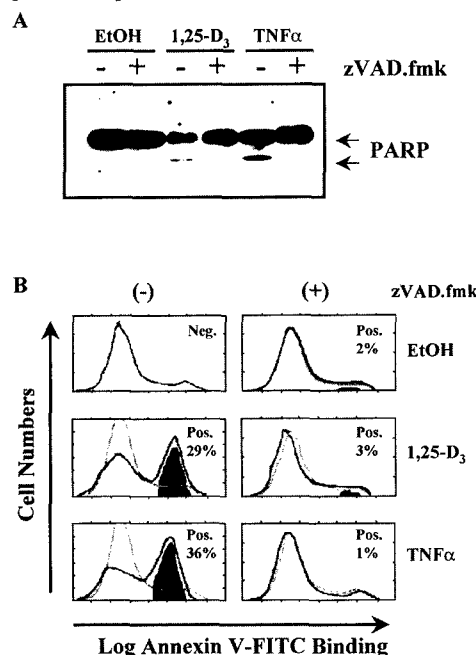 A
EtOH 1,25-D₃ TNFα
- + - + - + zVAD.fmk
PARP
B
(-) (+) zVAD.fmk
Neg. Pos. 2% EtOH
Pos. 29% Pos. 3% 1,25-D₃
Pos. 36% Pos. 1% TNFα
Cell Numbers
Log Annexin V-FITC Binding